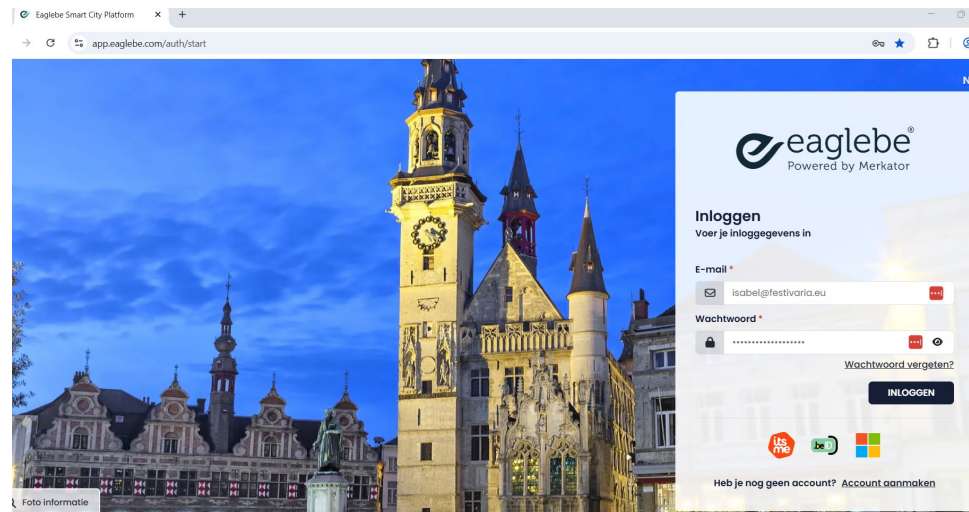 Eaglebe Smart City Platform
app.eaglebe.com/auth/start
N
eaglebe®
Powered by Merkator
Inloggen
Voer je inloggegevens in
E-mail *
isabel@festivaria.eu
Wachtwoord *
Wachtwoord vergeten?
INLOGGEN
its me
be
Heb je nog geen account? Account aanmaken
Foto informatie